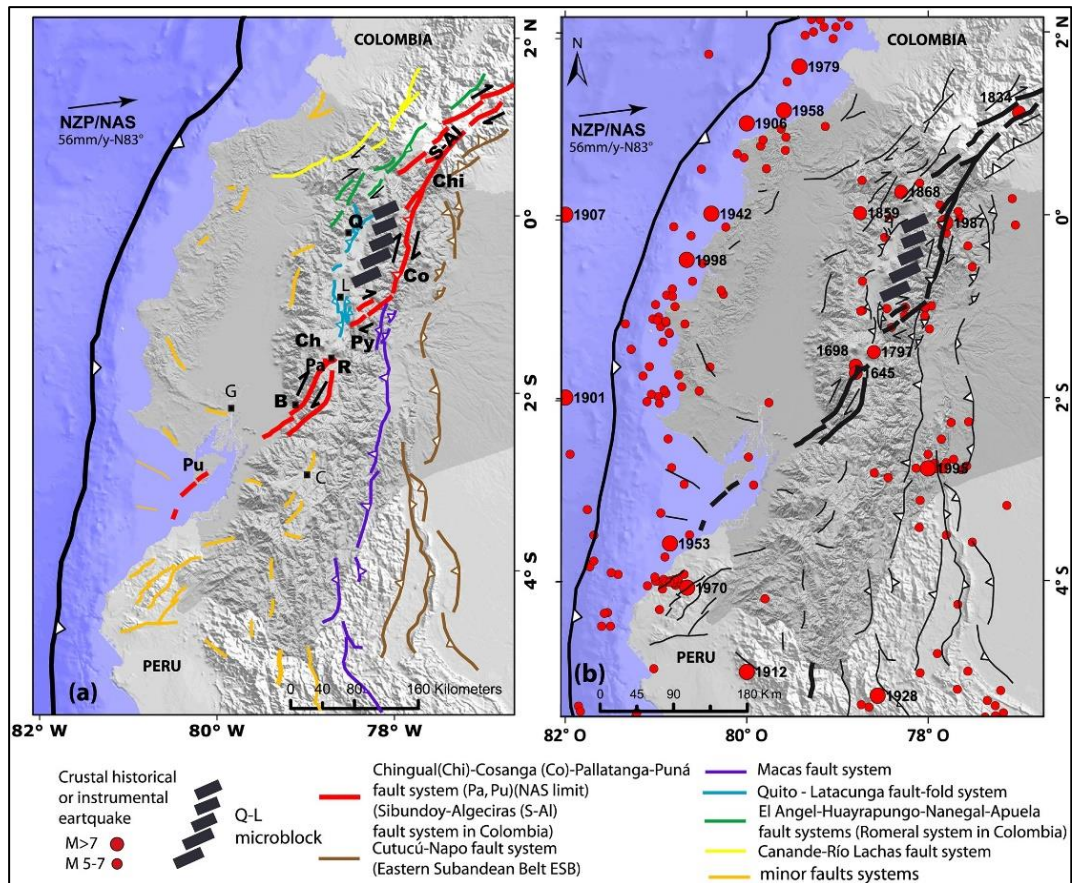 COLOMBIA
NZP/NAS
56mm/y-N83°
S-Al
Chi
Q
Co
L
Ch
Py
Pa
R
B
G
Pu
C
PERU
(a)
0 40 80 160 Kilometers
82 W
80 W
78 W
2° N
0°
2° S
4° S
N
COLOMBIA
NZP/NAS
56mm/y-N83°
1979
1958
1906
1834
1868
1859
1907
1942
1987
1998
1698
1797
1645
1901
1995
1953
1970
1912
1928
PERU
(b)
0 45 90 180 Km
82 O
80 O
78 O
2° N
0°
2° S
4° S
Crustal historical
or instrumental
eartquake
M>7
M 5-7
Q-L
microblock
Chingual(Chi)-Cosanga (Co)-Pallatanga-Puná
fault system (Pa, Pu)(NAS limit)
(Sibundoy-Algeciras (S-Al)
fault system in Colombia)
Cutucú-Napo fault system
(Eastern Subandean Belt ESB)
Macas fault system
Quito - Latacunga fault-fold system
El Angel-Huayrapungo-Nanegal-Apuela
fault systems (Romeral system in Colombia)
Canande-Río Lachas fault system
minor faults systems